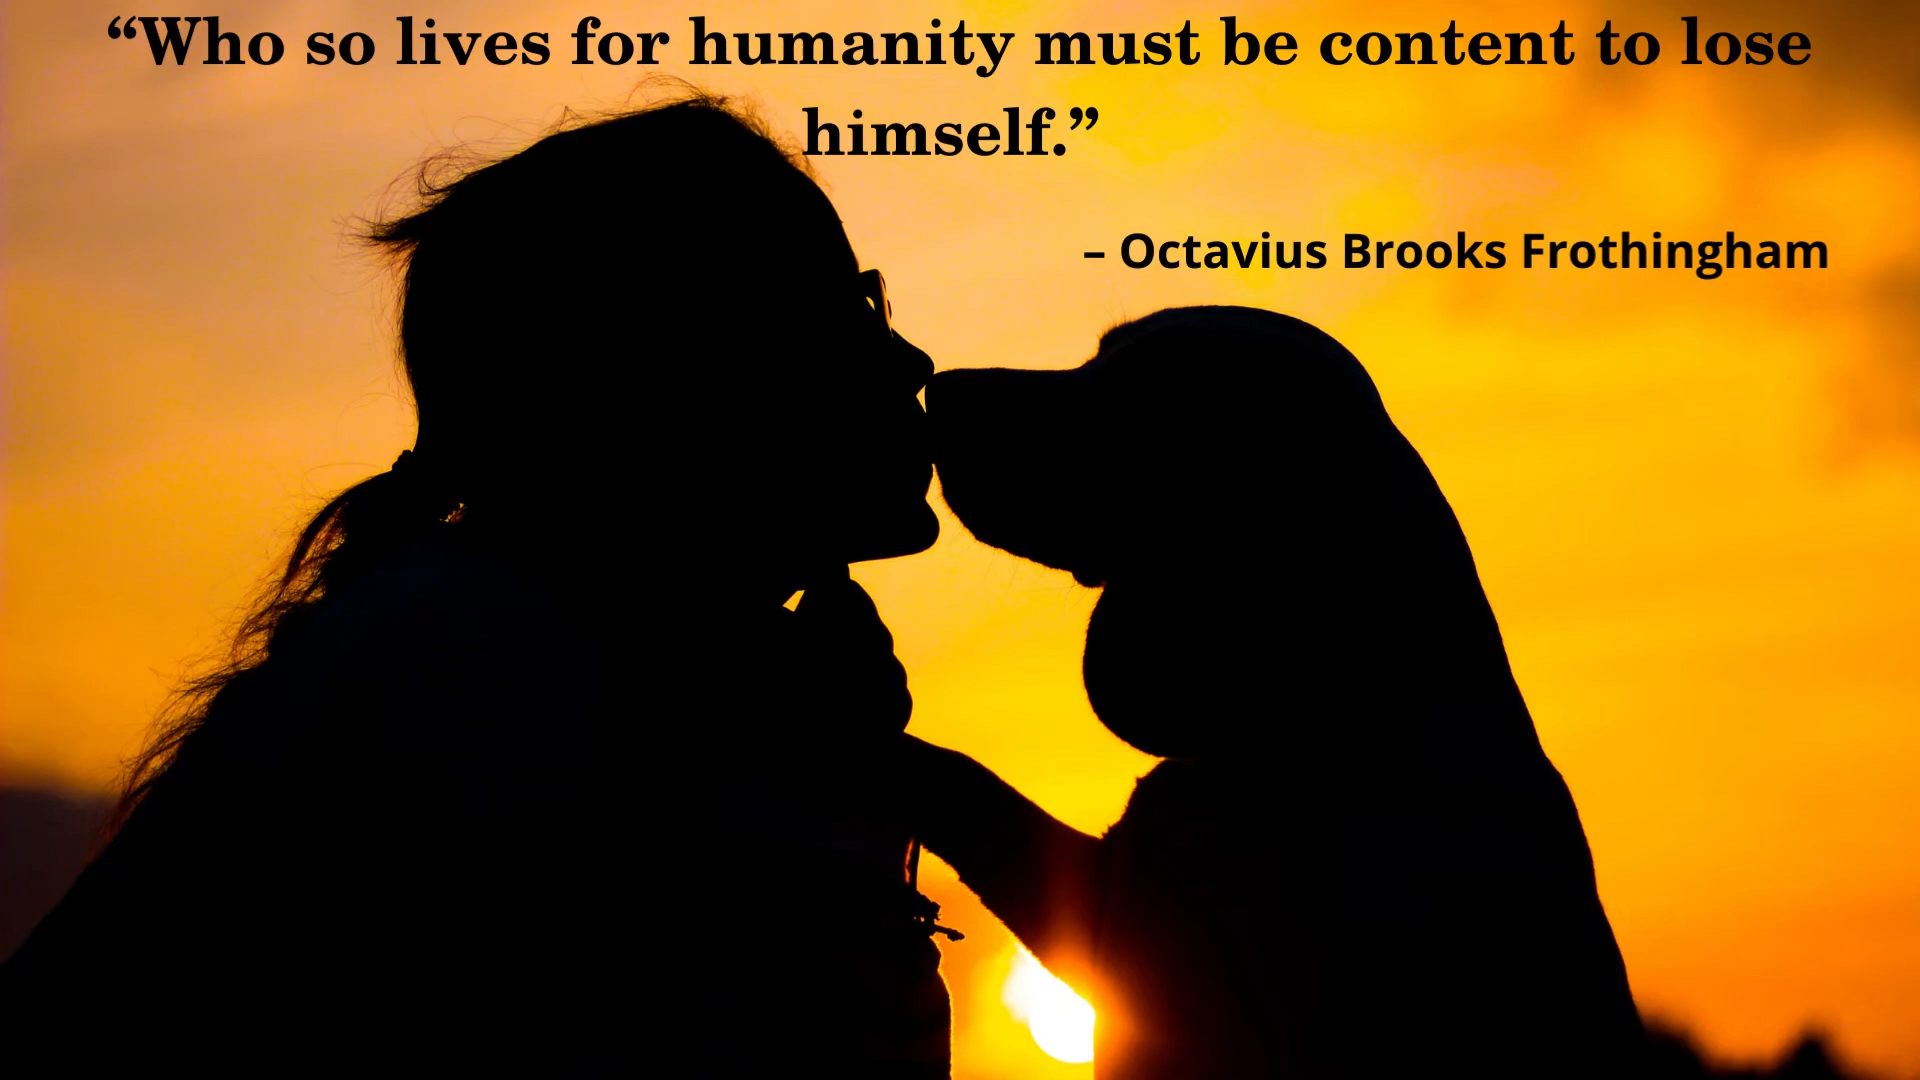 “Who so lives for humanity must be content to lose
himself.”
– Octavius Brooks Frothingham